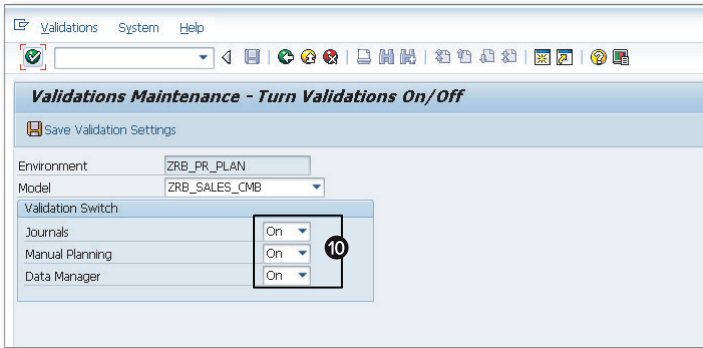 Validations System Help
Validations Maintenance - Turn Validations On/Off
Save Validation Settings
Environment ZRB_PR_PLAN
Model ZRB_SALES_CMB
Validation Switch
Journals On
10
Manual Planning On
Data Manager On